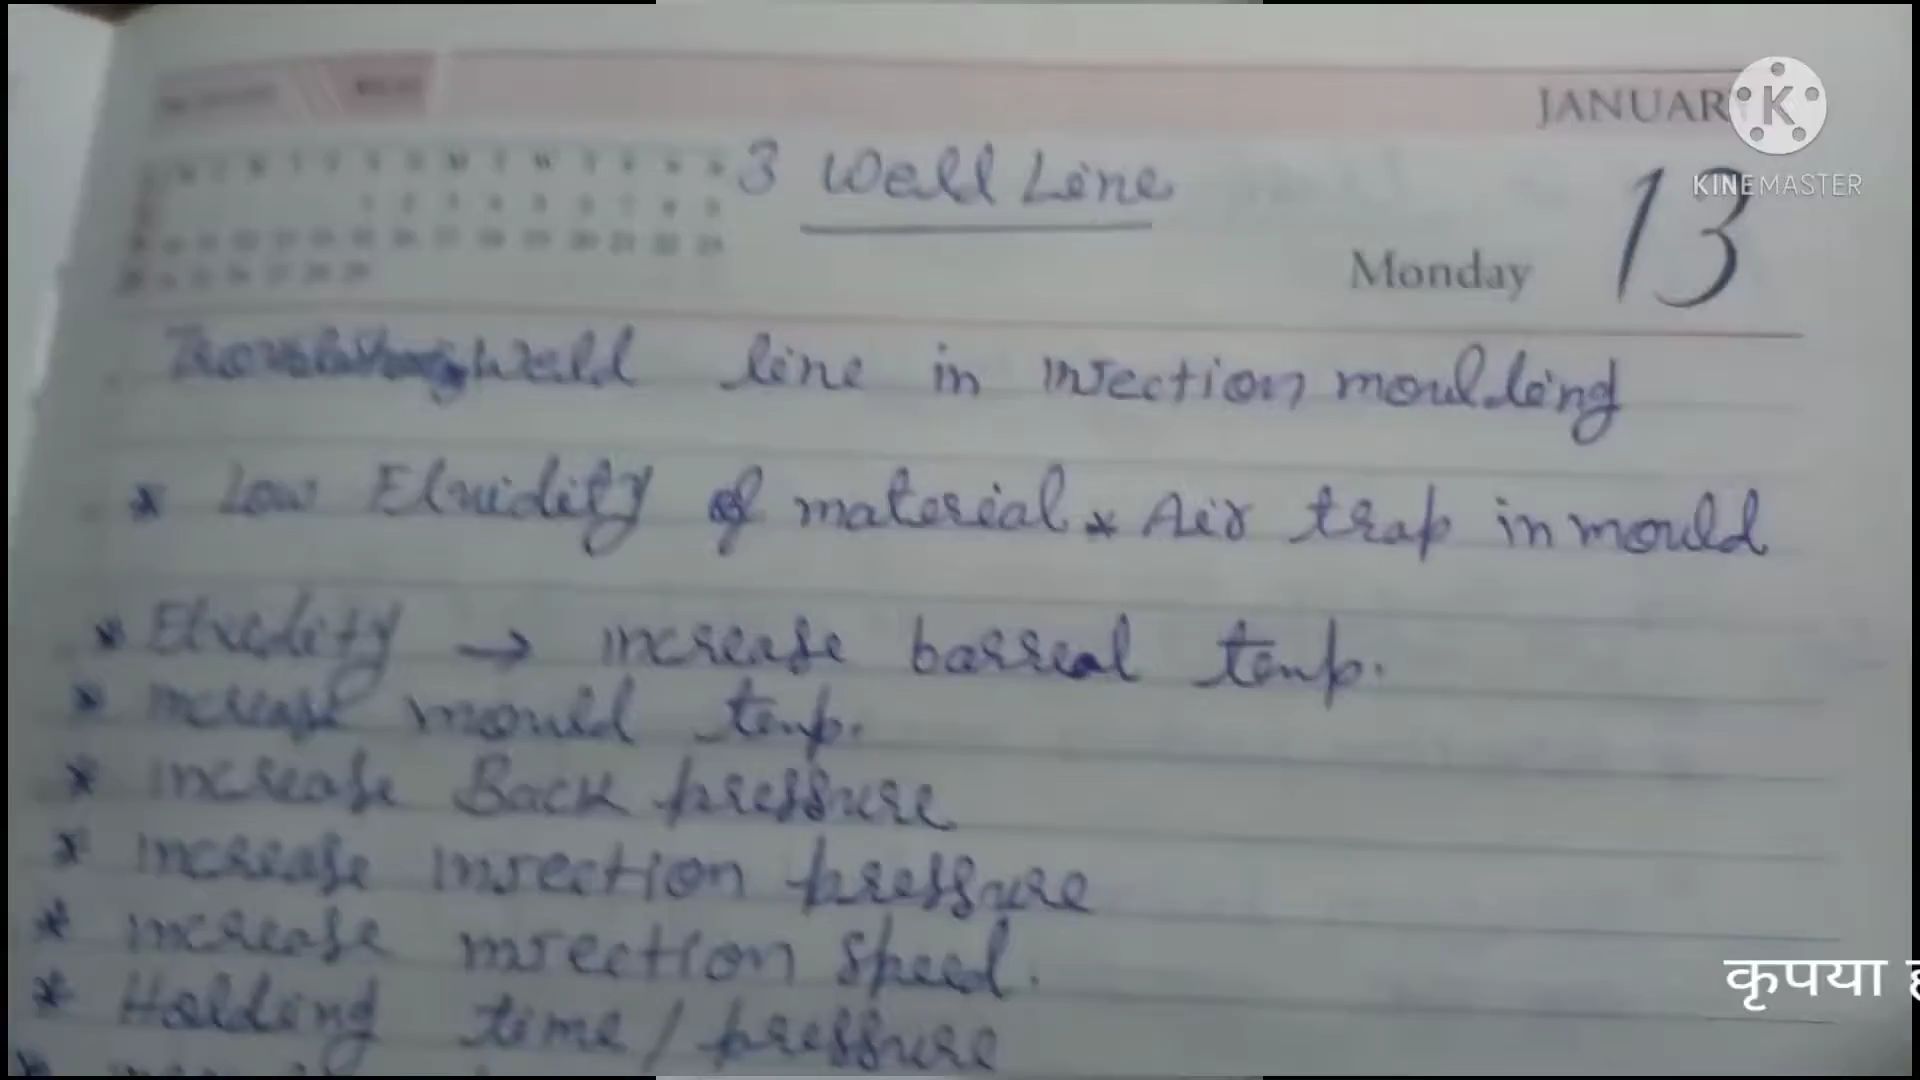 JANUARY
K
KINEMASTER
3 Weld Line
Monday 13
Weld line in injection moulding
* Low Fluidity of material * Air trap in mould
* Fluidity → increase barreal temp.
* increase mould temp.
* increase Back pressure
* increase injection pressure
* increase injection speed.
* Holding time / pressure
कृपया